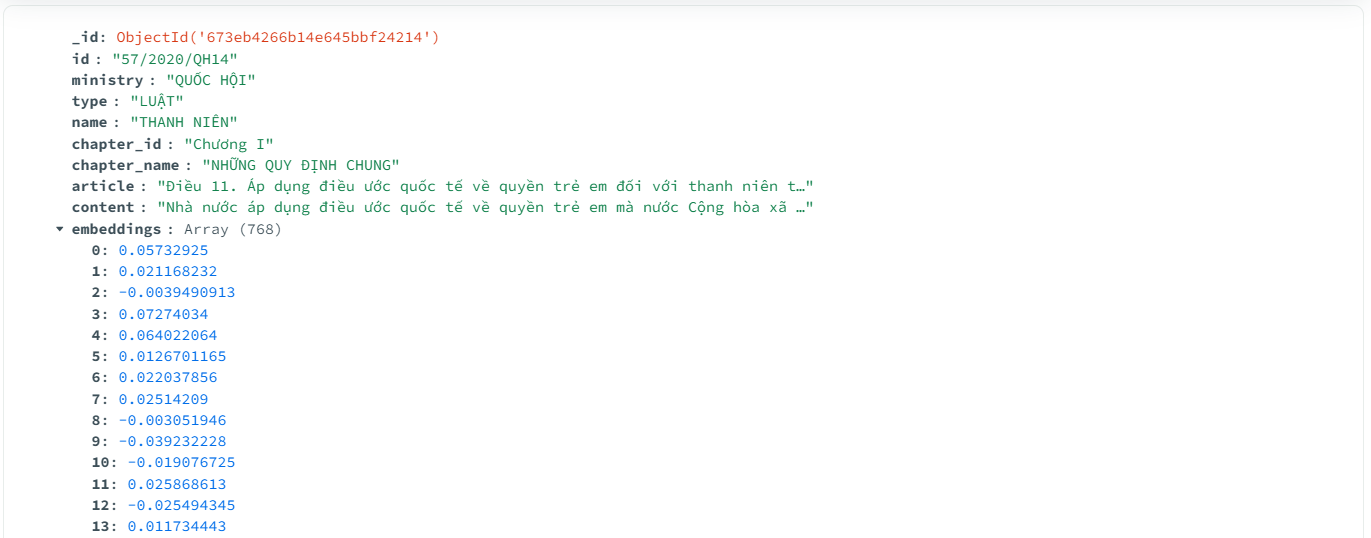 _id: ObjectId('673eb4266b14e645bbf24214')
id : "57/2020/QH14"
ministry : "QUỐC HỘI"
type : "LUẬT"
name : "THANH NIÊN"
chapter_id : "Chương I"
chapter_name : "NHỮNG QUY ĐỊNH CHUNG"
article : "Điều 11. Áp dụng điều ước quốc tế về quyền trẻ em đối với thanh niên t…"
content : "Nhà nước áp dụng điều ước quốc tế về quyền trẻ em mà nước Cộng hòa xã …"
embeddings : Array (768)
0: 0.05732925
1: 0.021168232
2: -0.0039490913
3: 0.07274034
4: 0.064022064
5: 0.0126701165
6: 0.022037856
7: 0.02514209
8: -0.003051946
9: -0.039232228
10: -0.019076725
11: 0.025868613
12: -0.025494345
13: 0.011734443